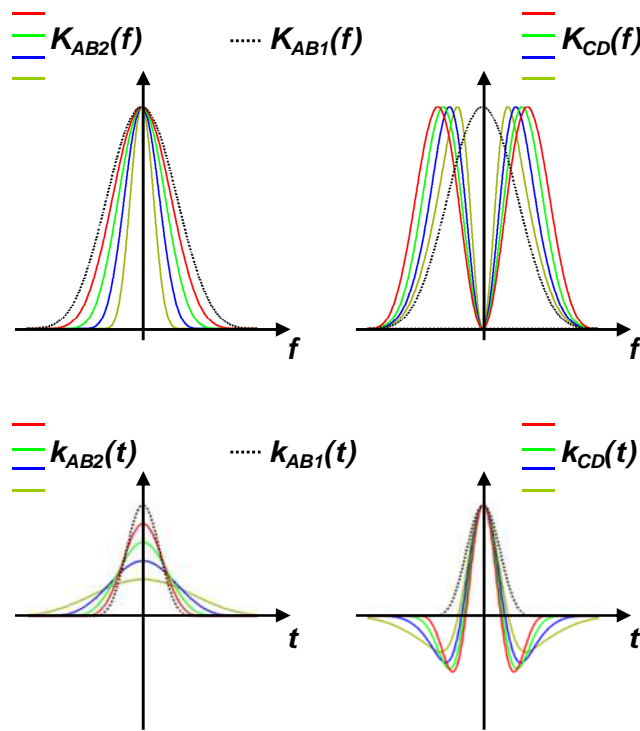 K_AB2(f) K_AB1(f) K_CD(f)
f f
k_AB2(t) k_AB1(t) k_CD(t)
t t